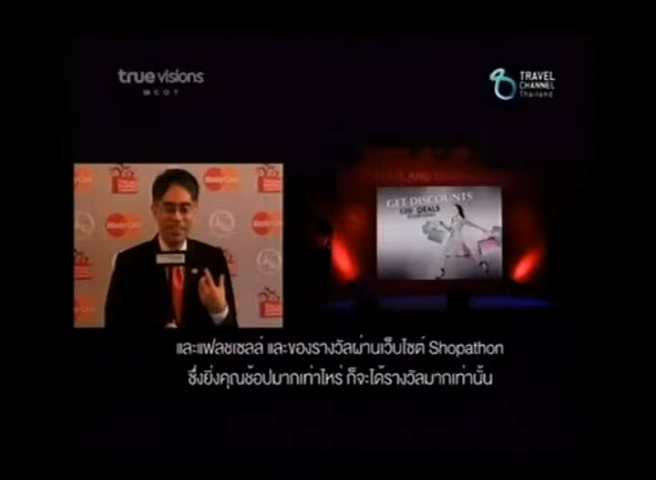 true visions
MCOT
TRAVEL
CHANNEL
Thailand
MasterCard
GET DISCOUNTS
และแฟลชเซลล์ และของรางวัลผ่านเว็บไซต์ Shopathon
ซึ่งยิ่งคุณช้อปมากเท่าไหร่ ก็จะได้รางวัลมากเท่านั้น